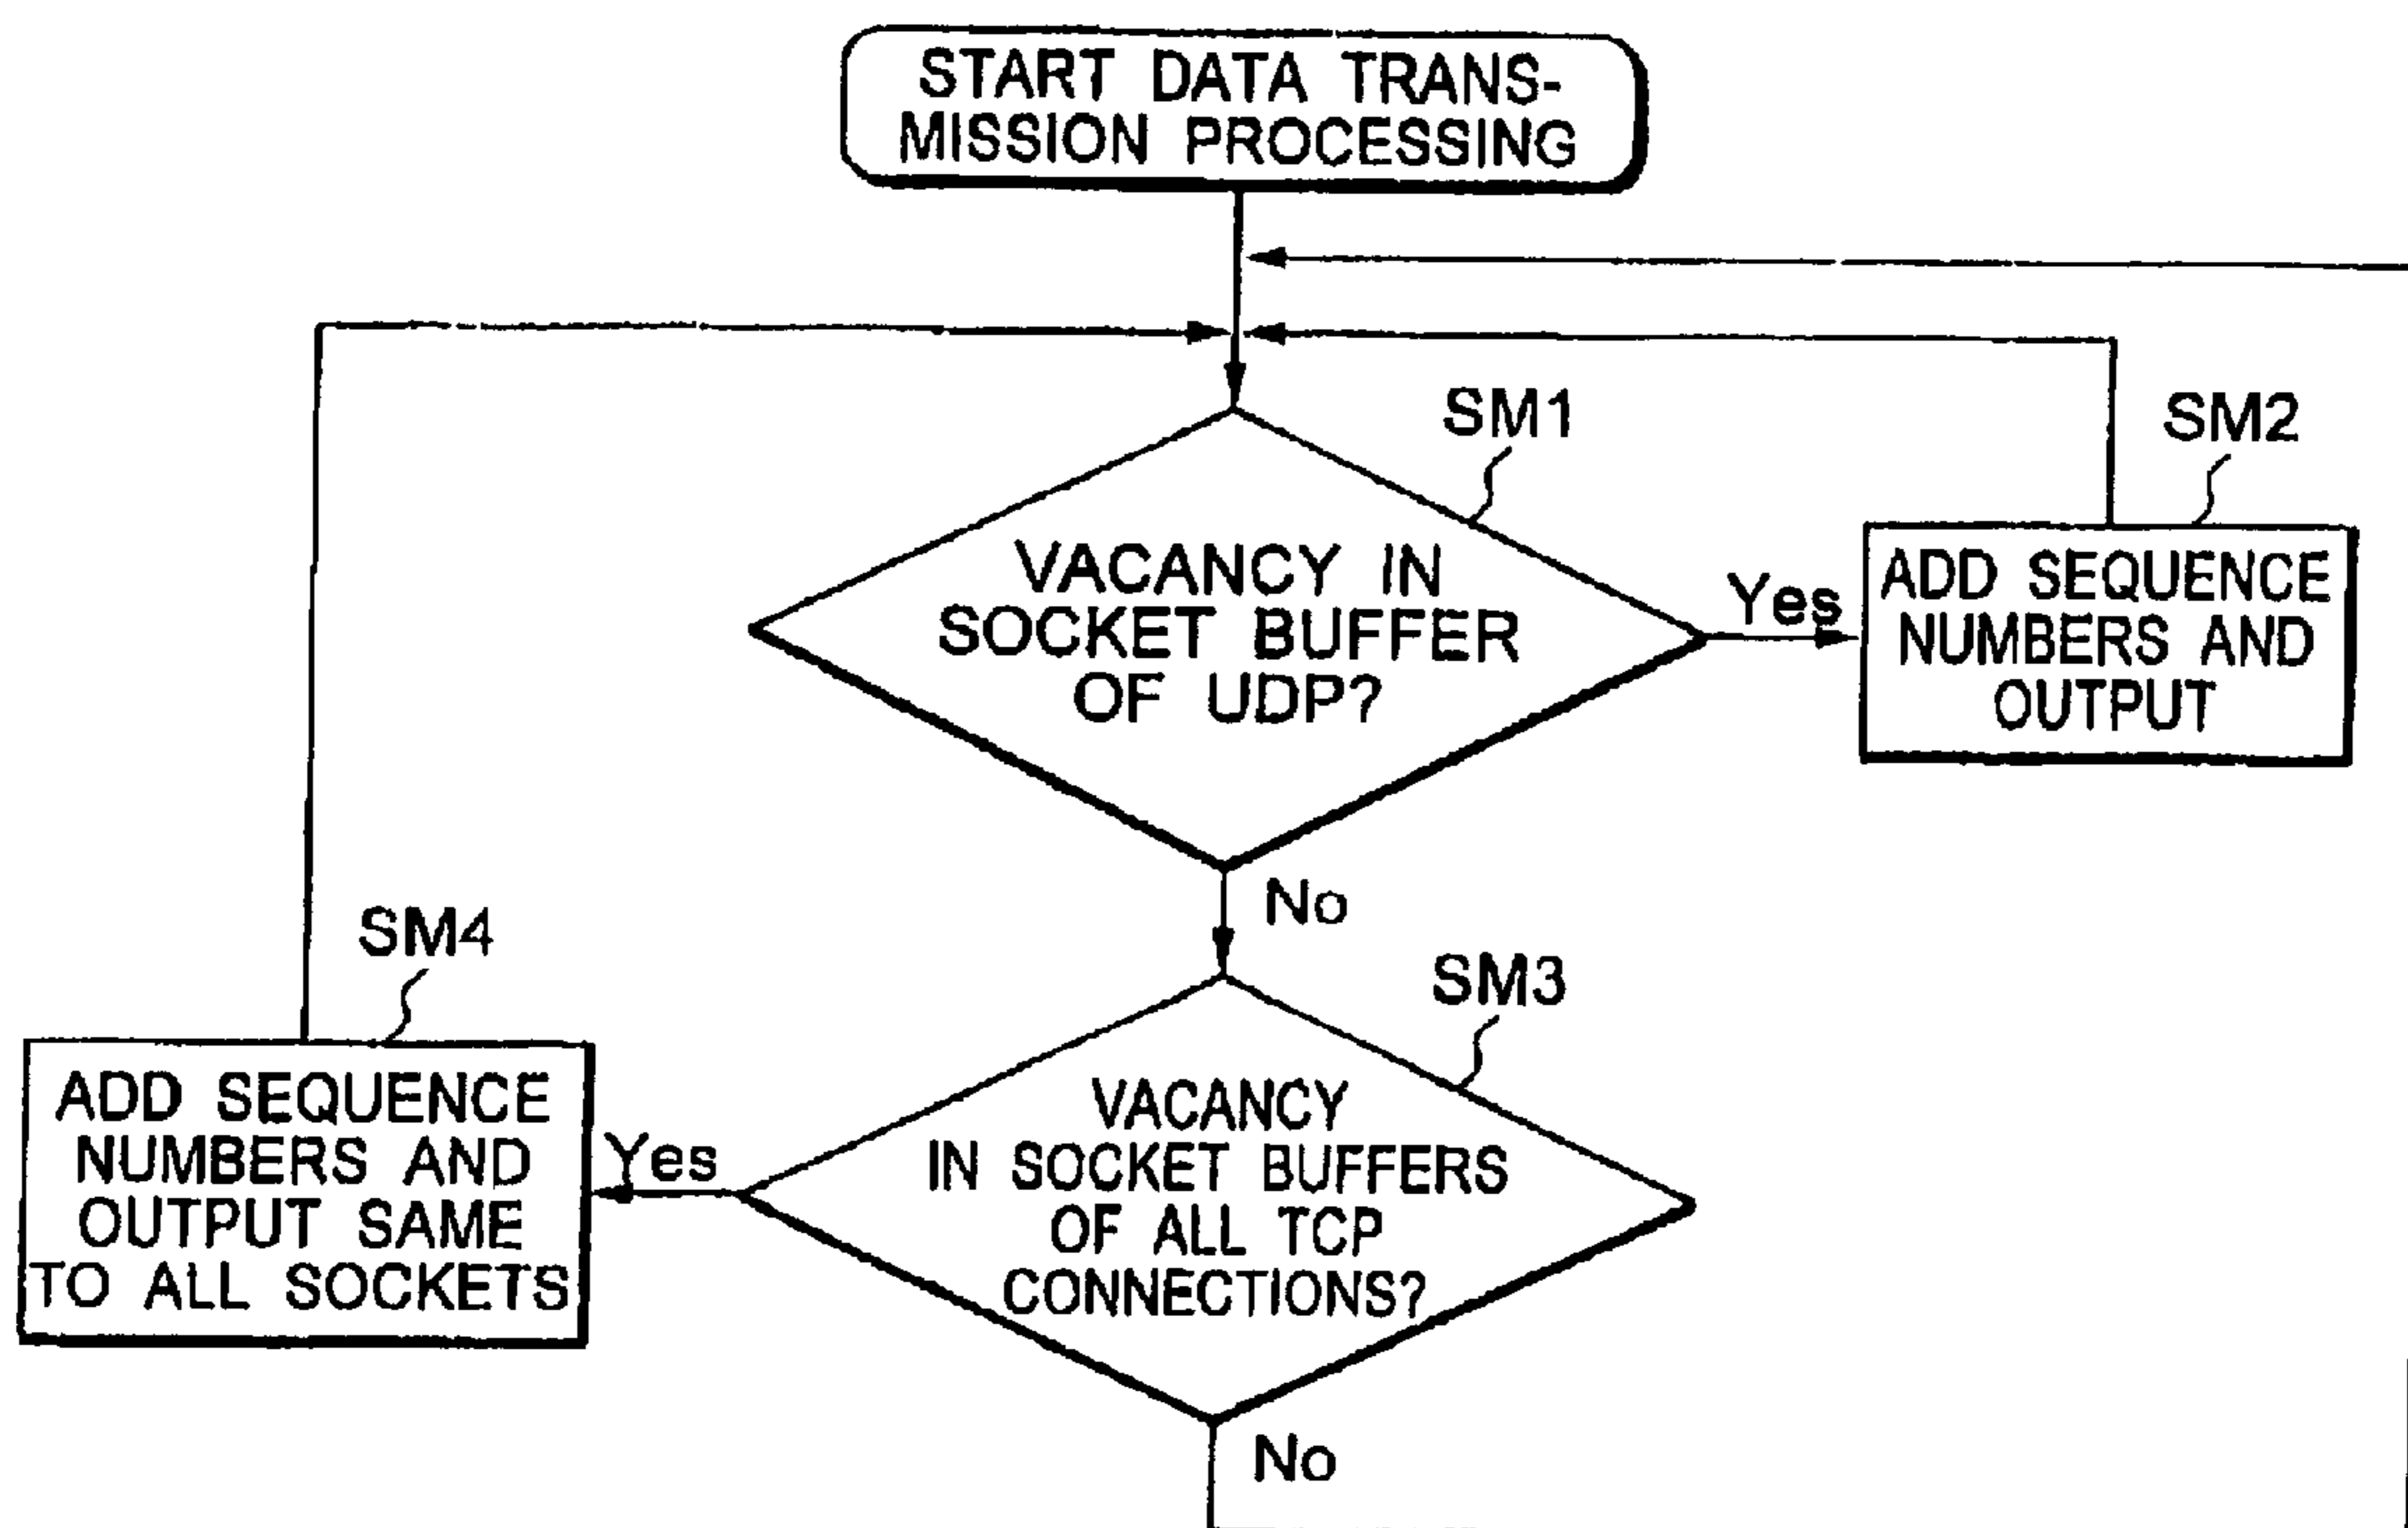 START DATA TRANS-
MISSION PROCESSING
SM1
SM2
VACANCY IN
SOCKET BUFFER
OF UDP?
Yes
ADD SEQUENCE
NUMBERS AND
OUTPUT
No
SM4
SM3
ADD SEQUENCE
NUMBERS AND
OUTPUT SAME
TO ALL SOCKETS
Yes
VACANCY
IN SOCKET BUFFERS
OF ALL TCP
CONNECTIONS?
No